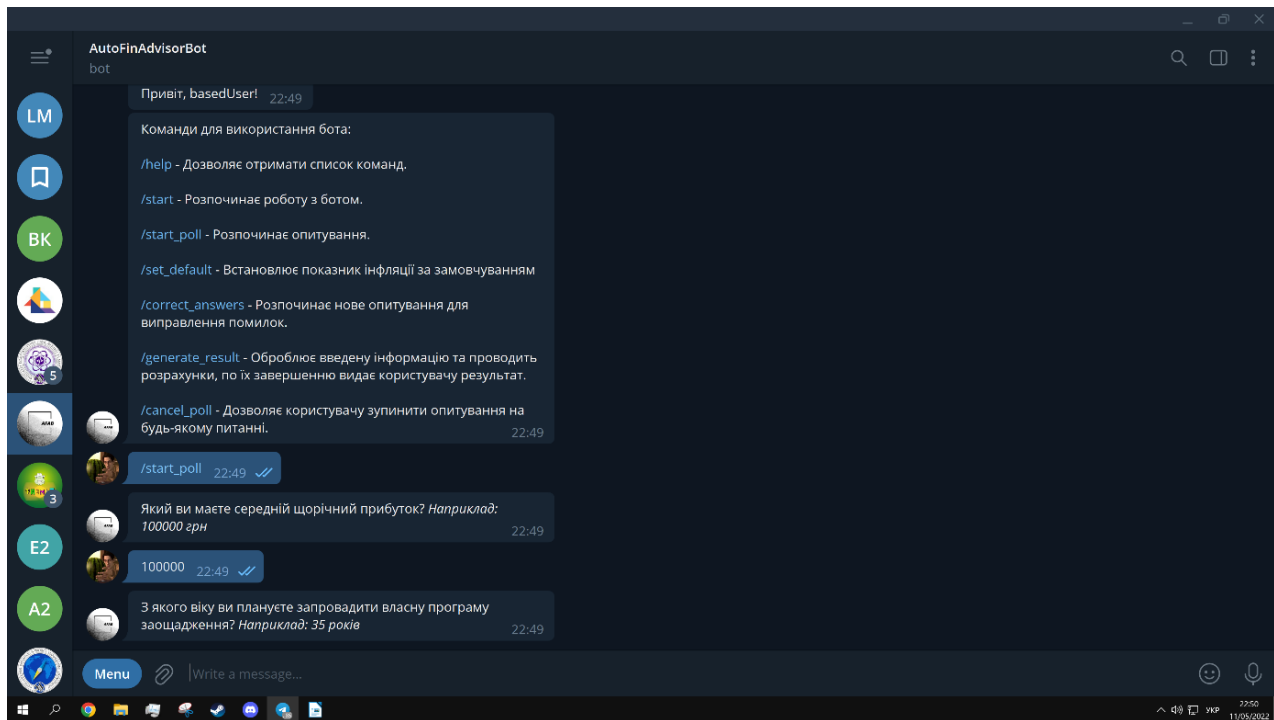 AutoFinAdvisorBot
bot
LM
ВК
5
3
E2
A2
Привіт, basedUser! 22:49
Команди для використання бота:
/help - Дозволяє отримати список команд.
/start - Розпочинає роботу з ботом.
/start_poll - Розпочинає опитування.
/set_default - Встановлює показник інфляції за замовчуванням
/correct_answers - Розпочинає нове опитування для
виправлення помилок.
/generate_result - Оброблює введену інформацію та проводить
розрахунки, по їх завершенню видає користувачу результат.
/cancel_poll - Дозволяє користувачу зупинити опитування на
будь-якому питанні. 22:49
/start_poll 22:49
Який ви маєте середній щорічний прибуток? Наприклад:
100000 грн 22:49
100000 22:49
З якого віку ви плануєте запровадити власну програму
заощадження? Наприклад: 35 років 22:49
Menu
Write a message...
УКР
22:50
11/05/2022